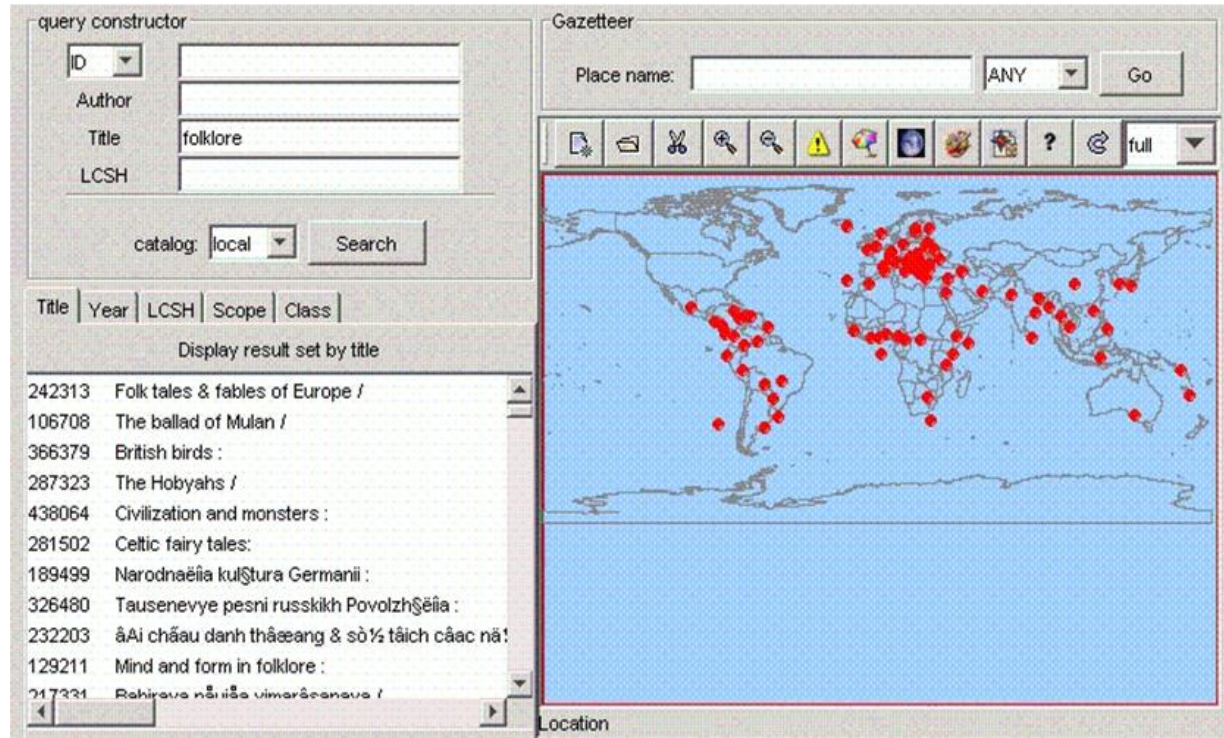 query constructor
ID
Author
Title folklore
LCSH
catalog: local Search
Title Year LCSH Scope Class
Display result set by title
242313 Folk tales & fables of Europe /
106708 The ballad of Mulan /
366379 British birds :
287323 The Hobyahs /
438064 Civilization and monsters :
281502 Celtic fairy tales:
189499 Narodnaëiìa kul§tura Germanii :
326480 Tausenevye pesni russkikh Povolzh§ëiìa :
232203 âAi chãau danh thâæang & sò½ tâich câac nä
129211 Mind and form in folklore :
217331
Gazetteer
Place name: ANY Go
? full
Location